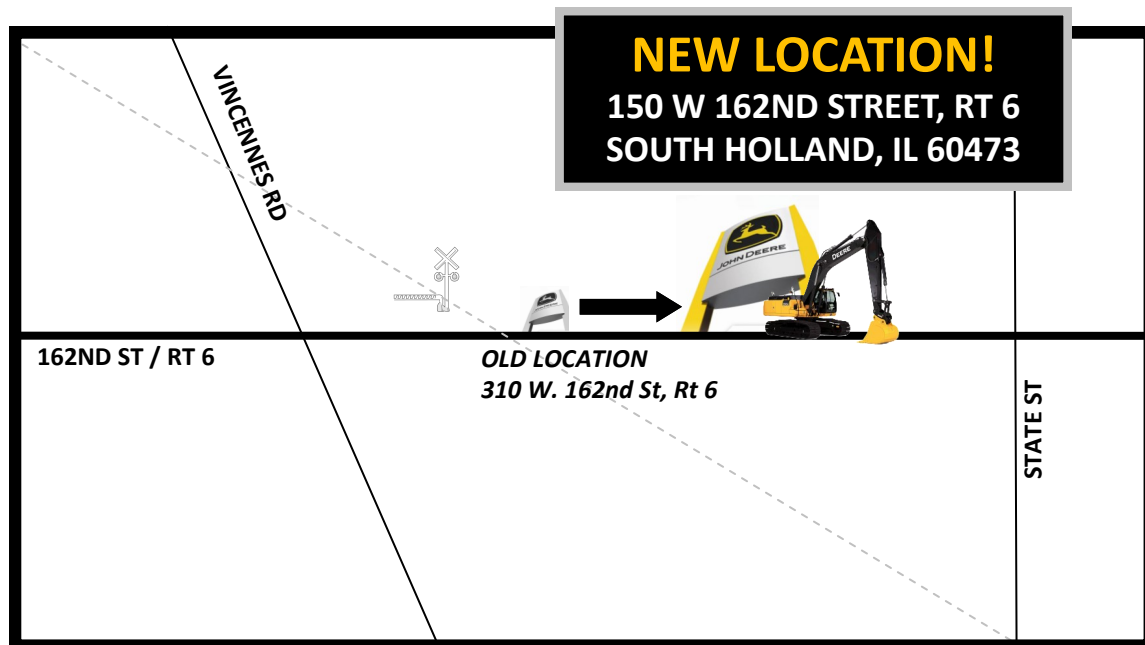 NEW LOCATION!
150 W 162ND STREET, RT 6
SOUTH HOLLAND, IL 60473
VINCENNES RD
JOHN DEERE
DEERE
162ND ST / RT 6
OLD LOCATION
310 W. 162nd St, Rt 6
STATE ST